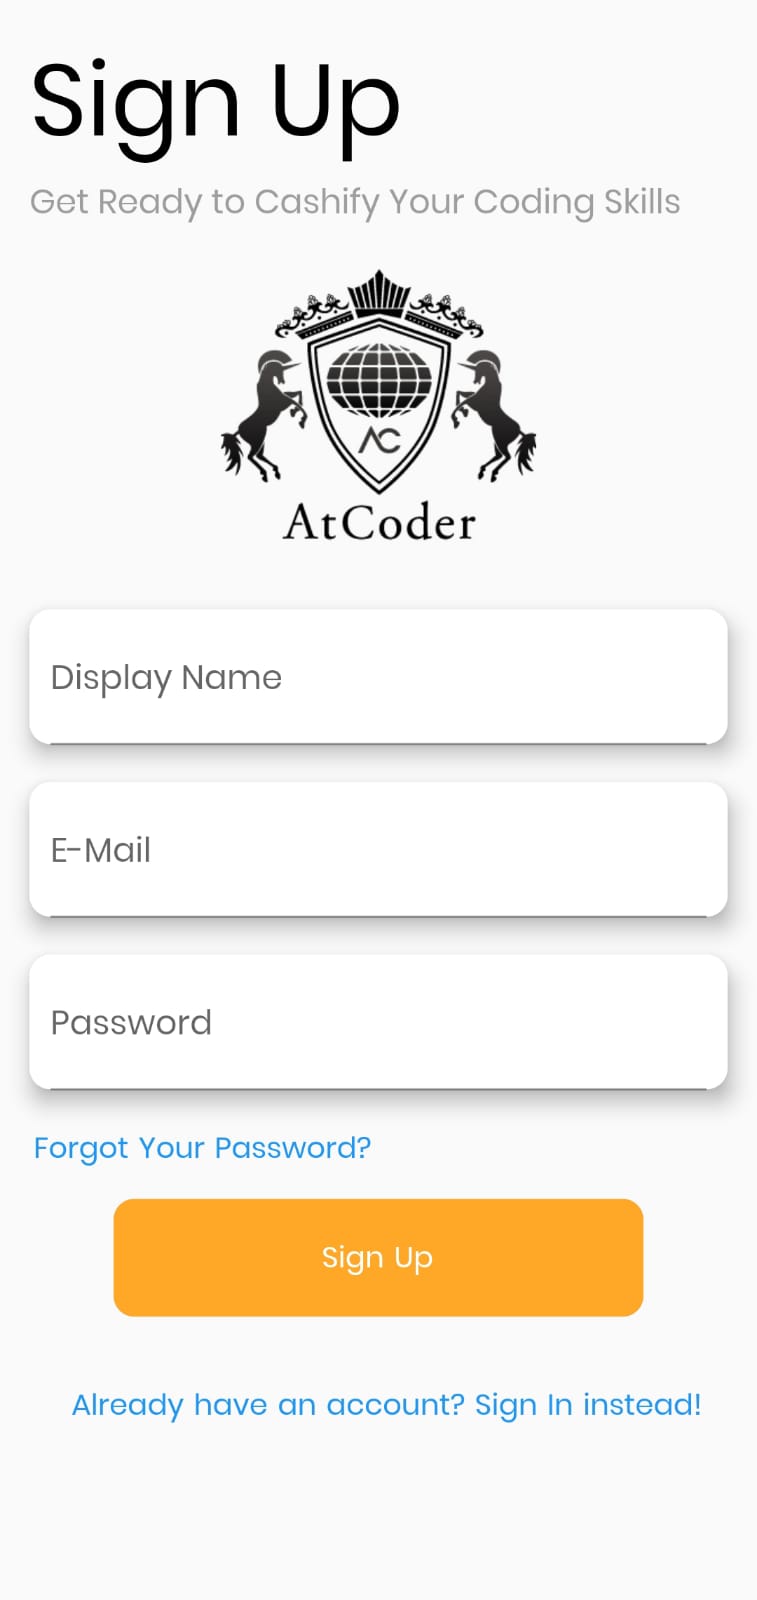 Sign Up
Get Ready to Cashify Your Coding Skills
AC
AtCoder
Display Name
E-Mail
Password
Forgot Your Password?
Sign Up
Already have an account? Sign In instead!